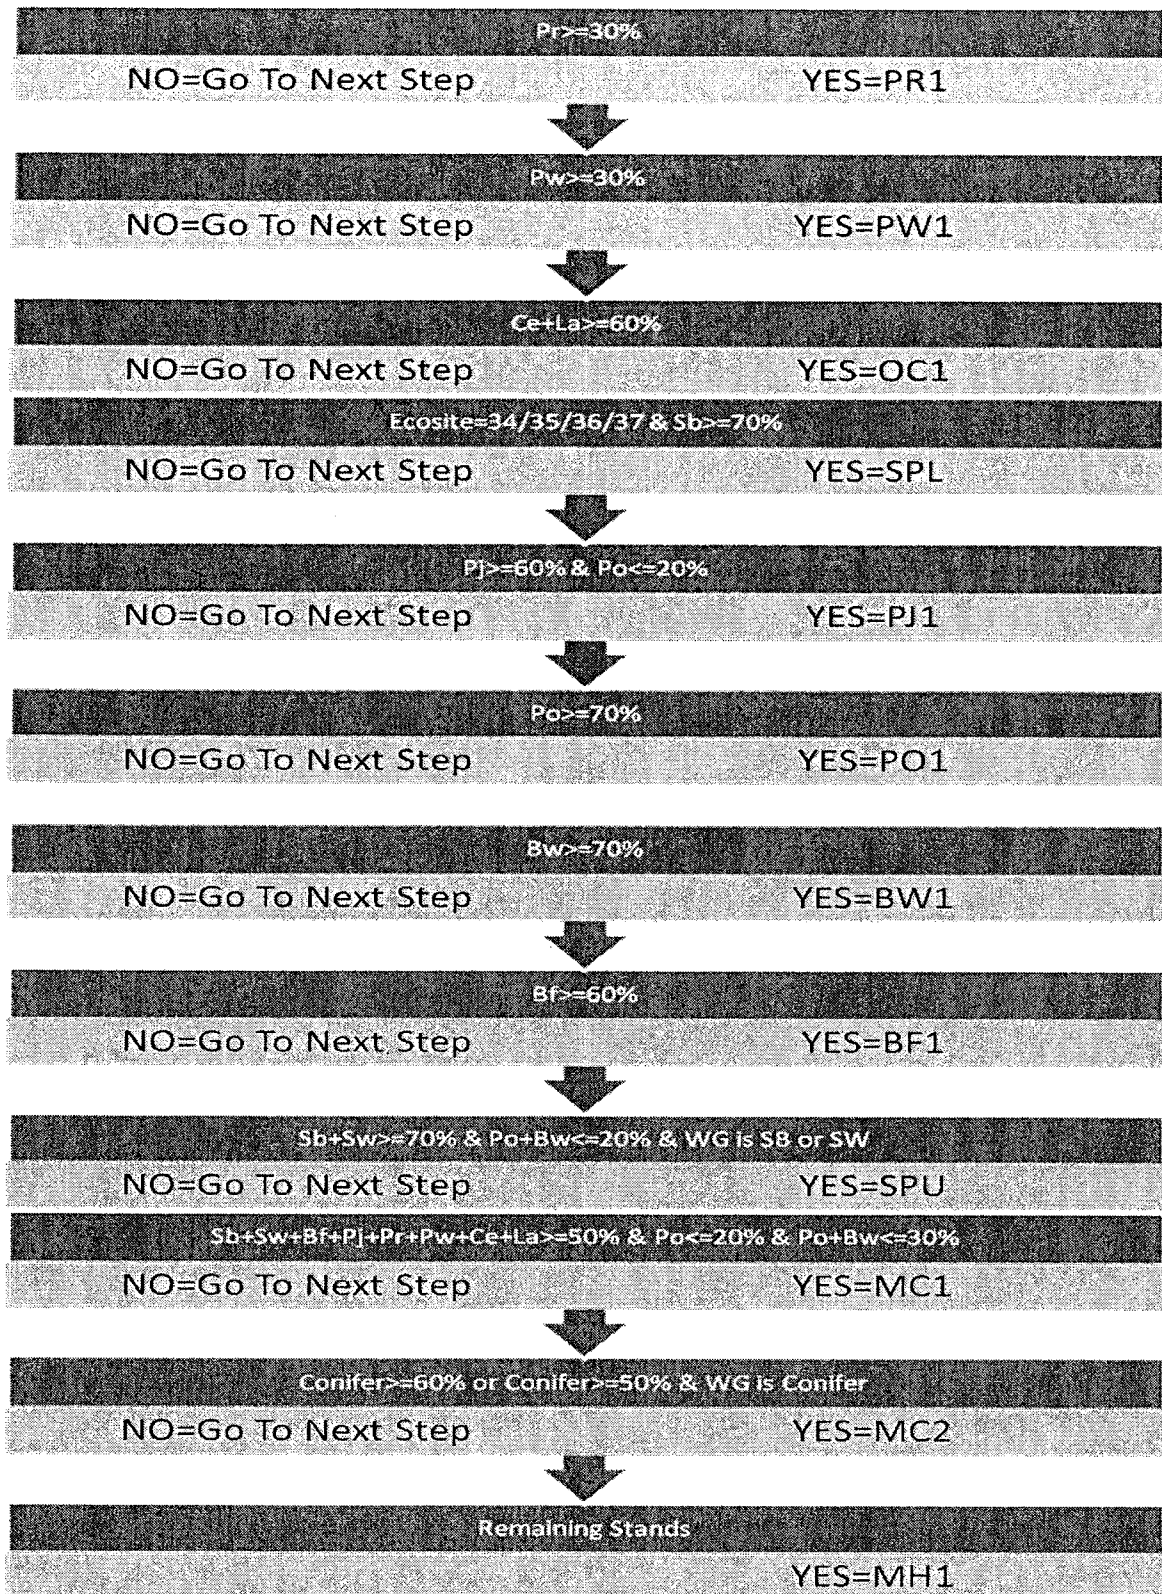 Pr>=30%
NO=Go To Next Step YES=PR1
Pw>=30%
NO=Go To Next Step YES=PW1
Ce+La>=60%
NO=Go To Next Step YES=OC1
Ecosite=34/35/36/37 & Sb>=70%
NO=Go To Next Step YES=SPL
Pj>=60% & Po<=20%
NO=Go To Next Step YES=PJ1
Po>=70%
NO=Go To Next Step YES=PO1
Bw>=70%
NO=Go To Next Step YES=BW1
Bf>=60%
NO=Go To Next Step YES=BF1
Sb+Sw>=70% & Po+Bw<=20% & WG is SB or SW
NO=Go To Next Step YES=SPU
Sb+Sw+Bf+Pj+Pr+Pw+Ce+La>=50% & Po<=20% & Po+Bw<=30%
NO=Go To Next Step YES=MC1
Conifer>=60% or Conifer>=50% & WG is Conifer
NO=Go To Next Step YES=MC2
Remaining Stands
YES=MH1